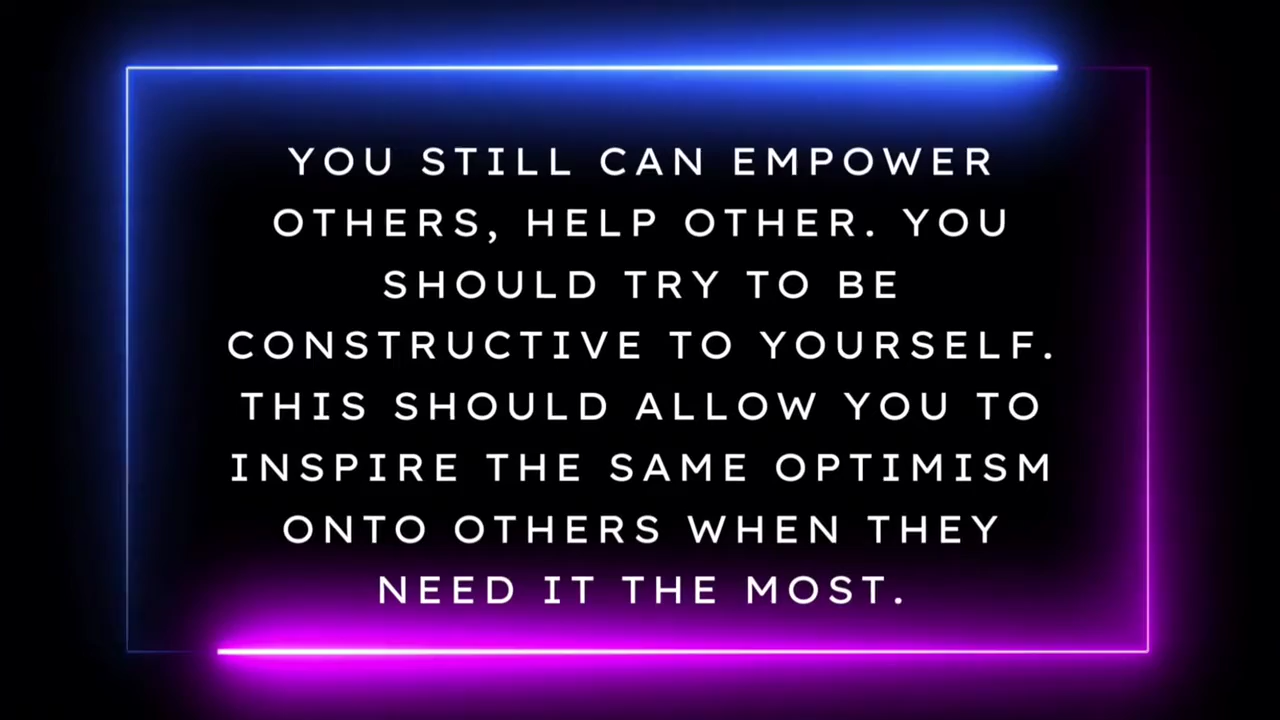 YOU STILL CAN EMPOWER
OTHERS, HELP OTHER. YOU
SHOULD TRY TO BE
CONSTRUCTIVE TO YOURSELF.
THIS SHOULD ALLOW YOU TO
INSPIRE THE SAME OPTIMISM
ONTO OTHERS WHEN THEY
NEED IT THE MOST.